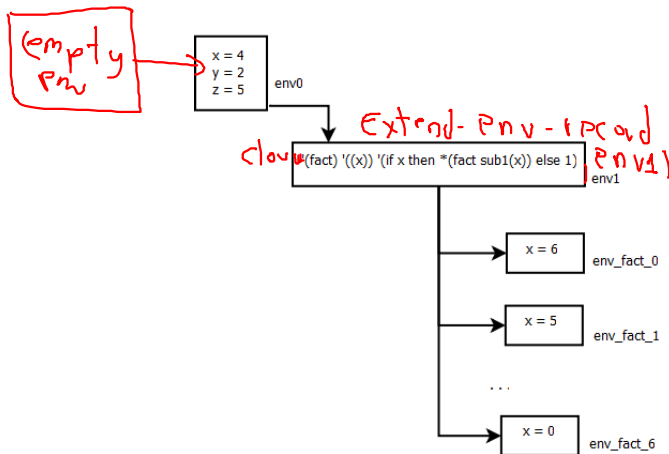 empty
env
x = 4
y = 2
z = 5
env0
Extend-env-record
(fact) '((x)) '(if x then *(fact sub1(x)) else 1)
env1)
env1
x = 6
env_fact_0
x = 5
env_fact_1
...
x = 0
env_fact_6